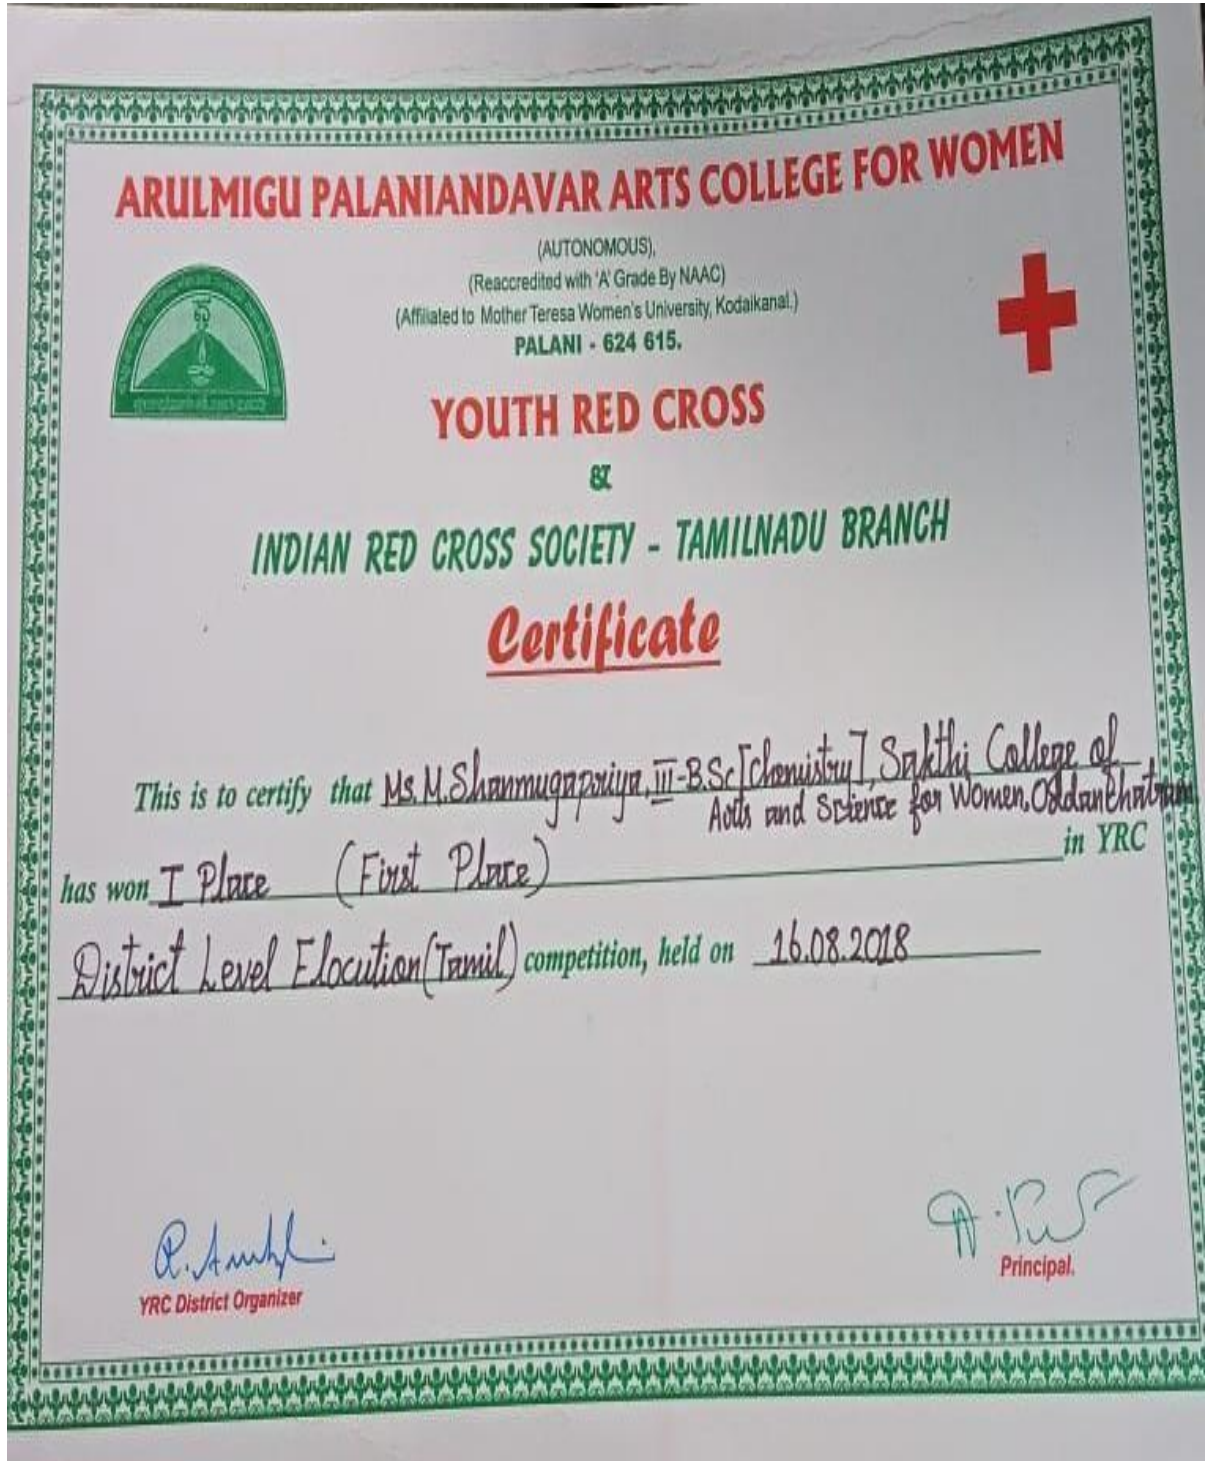 ARULMIGU PALANIANDAVAR ARTS COLLEGE FOR WOMEN
(AUTONOMOUS),
(Reaccredited with 'A' Grade By NAAC)
(Affiliated to Mother Teresa Women's University, Kodaikanal.)
PALANI - 624 615.
YOUTH RED CROSS
&
INDIAN RED CROSS SOCIETY - TAMILNADU BRANCH
Certificate
This is to certify that Ms. M. Shanmugapriya, III-B.Sc [Chemistry], Sakthi College of
Arts and Science for Women, Oddanchatram
has won I Place (First Place) in YRC
District Level Elocution (Tamil) competition, held on 16.08.2018
YRC District Organizer
Principal.